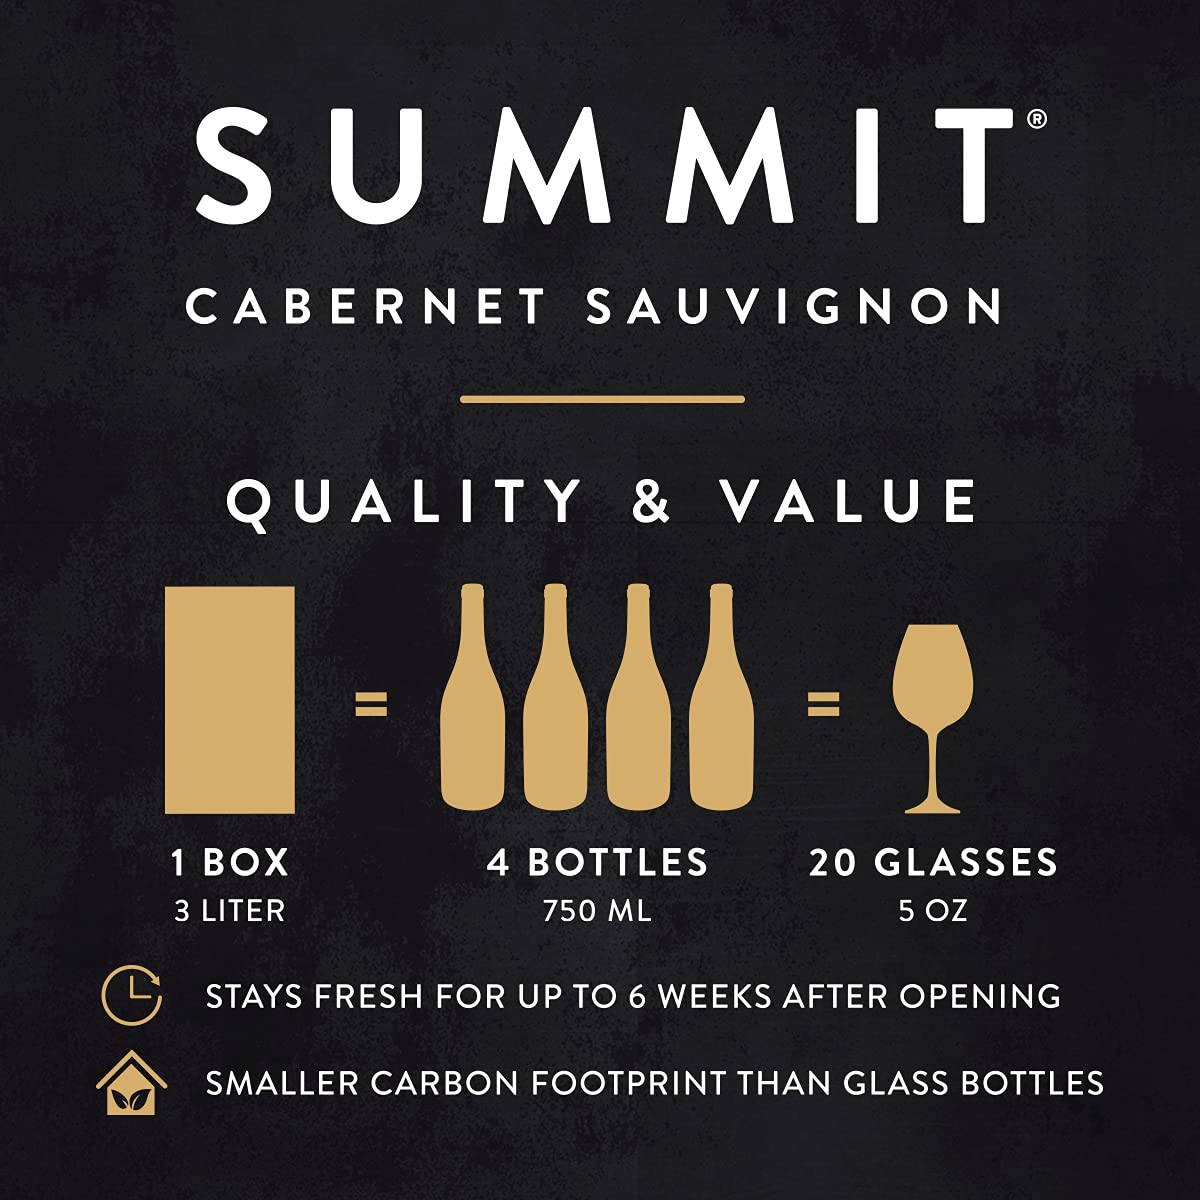 SUMMIT®
CABERNET SAUVIGNON
QUALITY & VALUE
= =
1 BOX 4 BOTTLES 20 GLASSES
3 LITER 750 ML 5 OZ
STAYS FRESH FOR UP TO 6 WEEKS AFTER OPENING
SMALLER CARBON FOOTPRINT THAN GLASS BOTTLES